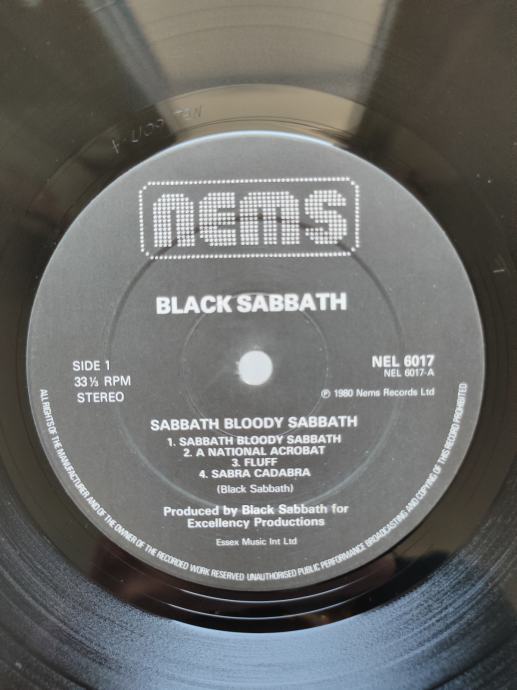 nems
BLACK SABBATH
SIDE 1
33⅓ RPM
STEREO
NEL 6017
NEL 6017-A
℗ 1980 Nems Records Ltd
SABBATH BLOODY SABBATH
1. SABBATH BLOODY SABBATH
2. A NATIONAL ACROBAT
3. FLUFF
4. SABRA CADABRA
(Black Sabbath)
Produced by Black Sabbath for
Excellency Productions
Essex Music Int Ltd
ALL RIGHTS OF THE MANUFACTURER AND OF THE OWNER OF THE RECORDED WORK RESERVED UNAUTHORISED PUBLIC PERFORMANCE BROADCASTING AND COPYING OF THIS RECORD PROHIBITED